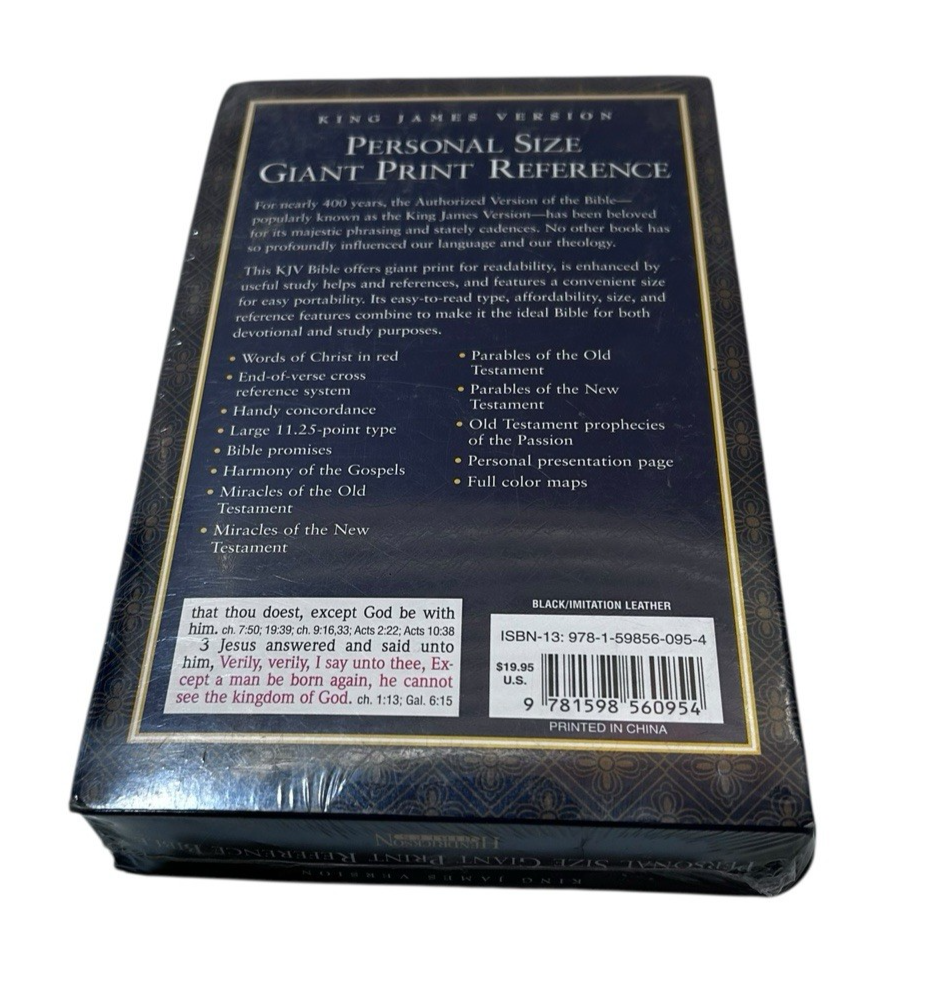 KING JAMES VERSION
PERSONAL SIZE
GIANT PRINT REFERENCE
For nearly 400 years, the Authorized Version of the Bible—
popularly known as the King James Version—has been beloved
for its majestic phrasing and stately cadences. No other book has
so profoundly influenced our language and our theology.
This KJV Bible offers giant print for readability, is enhanced by
useful study helps and references, and features a convenient size
for easy portability. Its easy-to-read type, affordability, size, and
reference features combine to make it the ideal Bible for both
devotional and study purposes.
• Words of Christ in red
• End-of-verse cross
reference system
• Handy concordance
• Large 11.25-point type
• Bible promises
• Harmony of the Gospels
• Miracles of the Old
Testament
• Miracles of the New
Testament
• Parables of the Old
Testament
• Parables of the New
Testament
• Old Testament prophecies
of the Passion
• Personal presentation page
• Full color maps
that thou doest, except God be with
him. ch. 7:50; 19:39; ch. 9:16,33; Acts 2:22; Acts 10:38
3 Jesus answered and said unto
him, Verily, verily, I say unto thee, Ex-
cept a man be born again, he cannot
see the kingdom of God. ch. 1:13; Gal. 6:15
BLACK/IMITATION LEATHER
ISBN-13: 978-1-59856-095-4
$19.95
U.S.
9 781598 560954
PRINTED IN CHINA
HENDRICKSON
PERSONAL SIZE GIANT PRINT REFERENCE BIBLE
KING JAMES VERSION